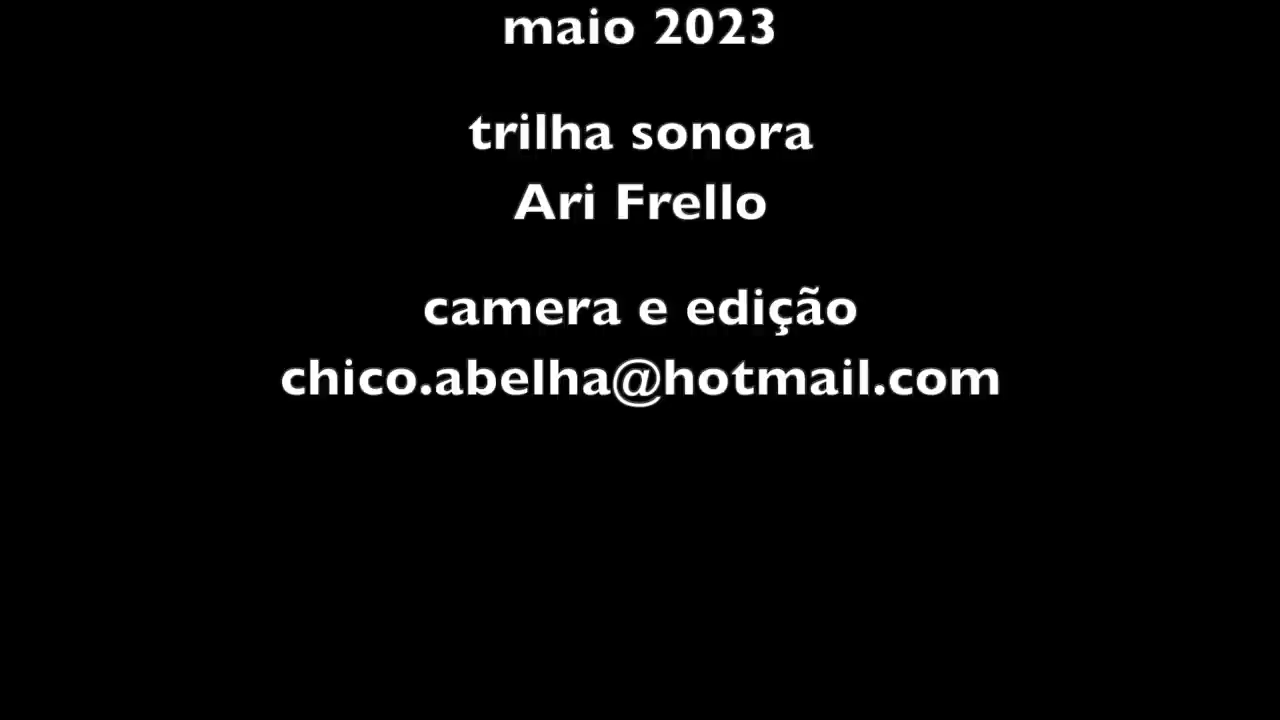 maio 2023
trilha sonora
Ari Frello
camera e edição
chico.abelha@hotmail.com